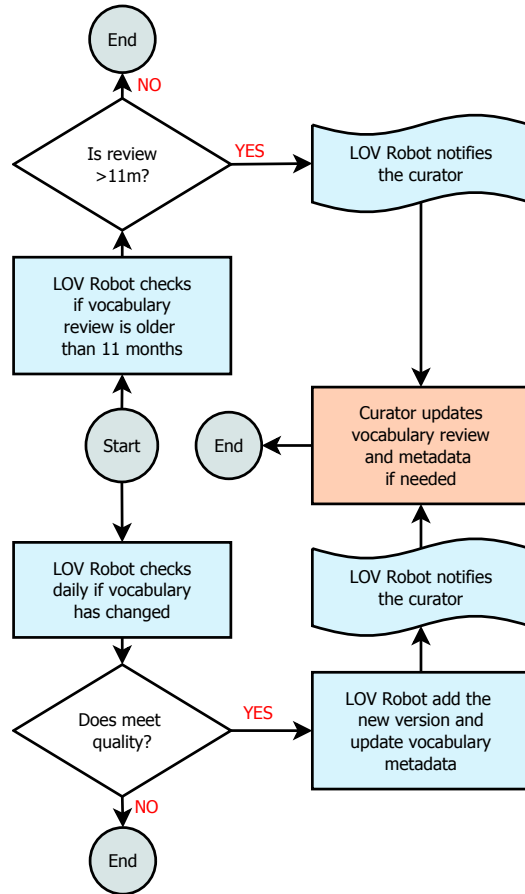 End
NO
Is review
>11m?
YES
LOV Robot notifies
the curator
LOV Robot checks
if vocabulary
review is older
than 11 months
Start
End
Curator updates
vocabulary review
and metadata
if needed
LOV Robot checks
daily if vocabulary
has changed
LOV Robot notifies
the curator
Does meet
quality?
YES
LOV Robot add the
new version and
update vocabulary
metadata
NO
End